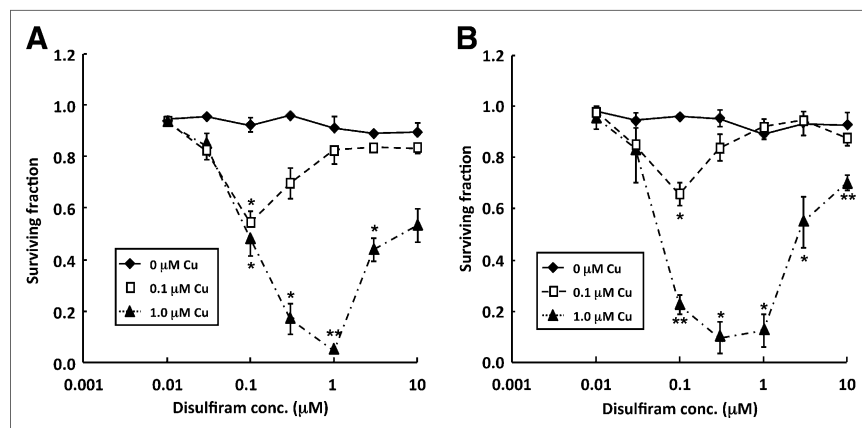 A
1.2
1.0
0.8
0.6
0.4
0.2
0.0
Surviving fraction
*
*
*
**
*
0 μM Cu
0.1 μM Cu
1.0 μM Cu
0.001
0.01
0.1
1
10
Disulfiram conc. (μM)
B
1.2
1.0
0.8
0.6
0.4
0.2
0.0
Surviving fraction
*
**
*
*
*
**
0 μM Cu
0.1 μM Cu
1.0 μM Cu
0.001
0.01
0.1
1
10
Disulfiram conc. (μM)